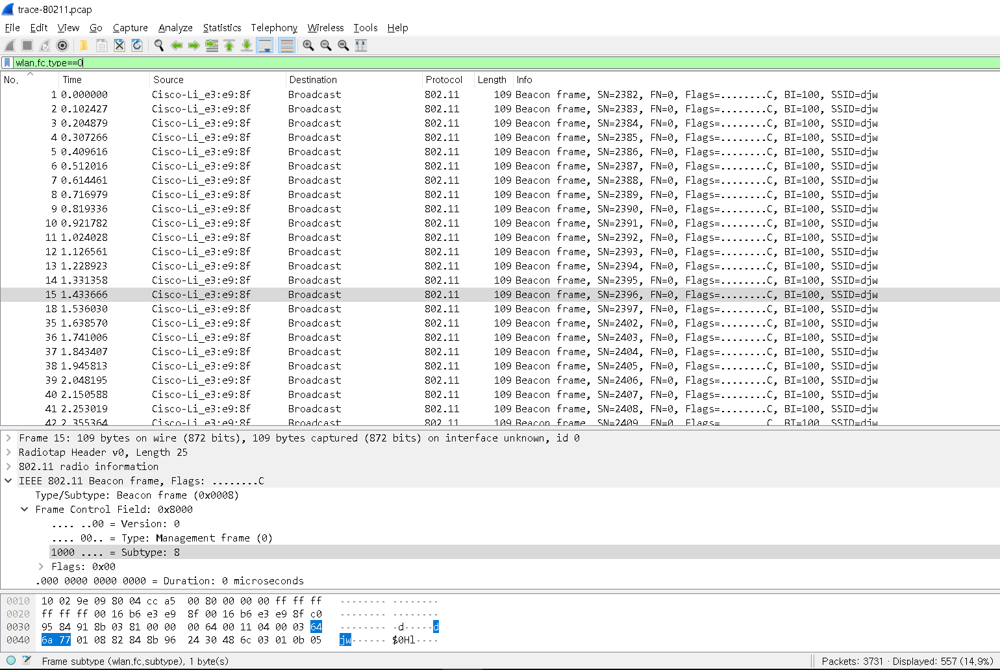 trace-80211.pcap
File Edit View Go Capture Analyze Statistics Telephony Wireless Tools Help
wlan.fc.type==0
No. Time Source Destination Protocol Length Info
1 0.000000 Cisco-Li_e3:e9:8f Broadcast 802.11 109 Beacon frame, SN=2382, FN=0, Flags=........C, BI=100, SSID=djw
2 0.102427 Cisco-Li_e3:e9:8f Broadcast 802.11 109 Beacon frame, SN=2383, FN=0, Flags=........C, BI=100, SSID=djw
3 0.204879 Cisco-Li_e3:e9:8f Broadcast 802.11 109 Beacon frame, SN=2384, FN=0, Flags=........C, BI=100, SSID=djw
4 0.307266 Cisco-Li_e3:e9:8f Broadcast 802.11 109 Beacon frame, SN=2385, FN=0, Flags=........C, BI=100, SSID=djw
5 0.409616 Cisco-Li_e3:e9:8f Broadcast 802.11 109 Beacon frame, SN=2386, FN=0, Flags=........C, BI=100, SSID=djw
6 0.512016 Cisco-Li_e3:e9:8f Broadcast 802.11 109 Beacon frame, SN=2387, FN=0, Flags=........C, BI=100, SSID=djw
7 0.614461 Cisco-Li_e3:e9:8f Broadcast 802.11 109 Beacon frame, SN=2388, FN=0, Flags=........C, BI=100, SSID=djw
8 0.716979 Cisco-Li_e3:e9:8f Broadcast 802.11 109 Beacon frame, SN=2389, FN=0, Flags=........C, BI=100, SSID=djw
9 0.819336 Cisco-Li_e3:e9:8f Broadcast 802.11 109 Beacon frame, SN=2390, FN=0, Flags=........C, BI=100, SSID=djw
10 0.921782 Cisco-Li_e3:e9:8f Broadcast 802.11 109 Beacon frame, SN=2391, FN=0, Flags=........C, BI=100, SSID=djw
11 1.024028 Cisco-Li_e3:e9:8f Broadcast 802.11 109 Beacon frame, SN=2392, FN=0, Flags=........C, BI=100, SSID=djw
12 1.126561 Cisco-Li_e3:e9:8f Broadcast 802.11 109 Beacon frame, SN=2393, FN=0, Flags=........C, BI=100, SSID=djw
13 1.228923 Cisco-Li_e3:e9:8f Broadcast 802.11 109 Beacon frame, SN=2394, FN=0, Flags=........C, BI=100, SSID=djw
14 1.331358 Cisco-Li_e3:e9:8f Broadcast 802.11 109 Beacon frame, SN=2395, FN=0, Flags=........C, BI=100, SSID=djw
15 1.433666 Cisco-Li_e3:e9:8f Broadcast 802.11 109 Beacon frame, SN=2396, FN=0, Flags=........C, BI=100, SSID=djw
18 1.536030 Cisco-Li_e3:e9:8f Broadcast 802.11 109 Beacon frame, SN=2397, FN=0, Flags=........C, BI=100, SSID=djw
35 1.638570 Cisco-Li_e3:e9:8f Broadcast 802.11 109 Beacon frame, SN=2402, FN=0, Flags=........C, BI=100, SSID=djw
36 1.741006 Cisco-Li_e3:e9:8f Broadcast 802.11 109 Beacon frame, SN=2403, FN=0, Flags=........C, BI=100, SSID=djw
37 1.843407 Cisco-Li_e3:e9:8f Broadcast 802.11 109 Beacon frame, SN=2404, FN=0, Flags=........C, BI=100, SSID=djw
38 1.945813 Cisco-Li_e3:e9:8f Broadcast 802.11 109 Beacon frame, SN=2405, FN=0, Flags=........C, BI=100, SSID=djw
39 2.048195 Cisco-Li_e3:e9:8f Broadcast 802.11 109 Beacon frame, SN=2406, FN=0, Flags=........C, BI=100, SSID=djw
40 2.150588 Cisco-Li_e3:e9:8f Broadcast 802.11 109 Beacon frame, SN=2407, FN=0, Flags=........C, BI=100, SSID=djw
41 2.253019 Cisco-Li_e3:e9:8f Broadcast 802.11 109 Beacon frame, SN=2408, FN=0, Flags=........C, BI=100, SSID=djw
42 2.355364 Cisco-Li_e3:e9:8f Broadcast 802.11 109 Beacon frame, SN=2409, FN=0, Flags=........C, BI=100, SSID=djw
Frame 15: 109 bytes on wire (872 bits), 109 bytes captured (872 bits) on interface unknown, id 0
Radiotap Header v0, Length 25
802.11 radio information
IEEE 802.11 Beacon frame, Flags: ........C
Type/Subtype: Beacon frame (0x0008)
Frame Control Field: 0x8000
.... ..00 = Version: 0
.... 00.. = Type: Management frame (0)
1000 .... = Subtype: 8
Flags: 0x00
.000 0000 0000 0000 = Duration: 0 microseconds
0010 10 02 9e 09 80 04 cc a5 00 80 00 00 00 ff ff ff ········ ········
0020 ff ff ff 00 16 b6 e3 e9 8f 00 16 b6 e3 e9 8f c0 ········ ········
0030 95 84 91 8b 03 81 00 00 00 64 00 11 04 00 03 64 ········ ·d·····d
0040 6a 77 01 08 82 84 8b 96 24 30 48 6c 03 01 0b 05 jw······ $0Hl····
Frame subtype (wlan.fc.subtype), 1 byte(s) Packets: 3731 · Displayed: 557 (14.9%)